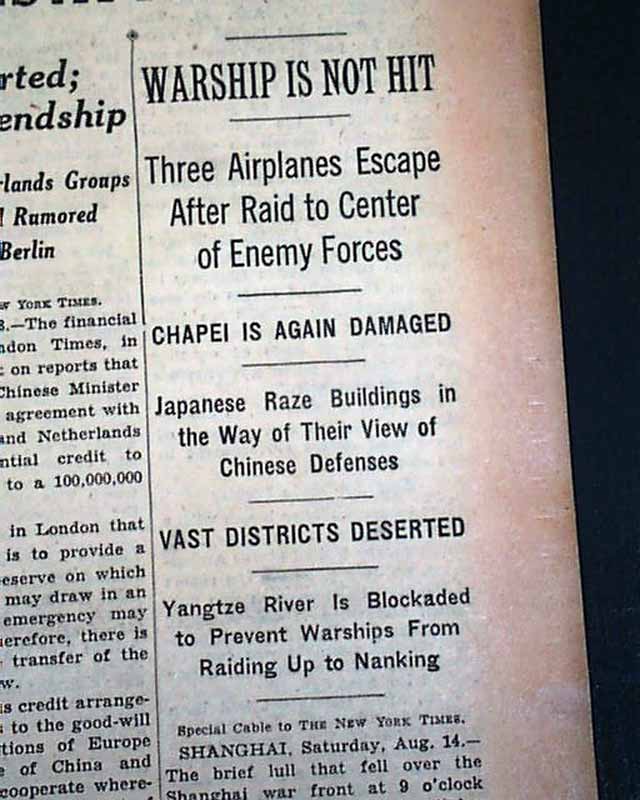 rted;
endship
rlands Groups
Rumored
Berlin
YORK TIMES.
8.—The financial
ndon Times, in
on reports that
Chinese Minister
agreement with
and Netherlands
ntial credit to
to a 100,000,000
in London that
is to provide a
eserve on which
may draw in an
emergency may
erefore, there is
transfer of the
w.
is credit arrange-
to the good-will
tions of Europe
e of China and
cooperate where-
WARSHIP IS NOT HIT
Three Airplanes Escape
After Raid to Center
of Enemy Forces
CHAPEI IS AGAIN DAMAGED
Japanese Raze Buildings in
the Way of Their View of
Chinese Defenses
VAST DISTRICTS DESERTED
Yangtze River Is Blockaded
to Prevent Warships From
Raiding Up to Nanking
Special Cable to THE NEW YORK TIMES.
SHANGHAI, Saturday, Aug. 14.—
The brief lull that fell over the
Shanghai war front at 9 o'clock